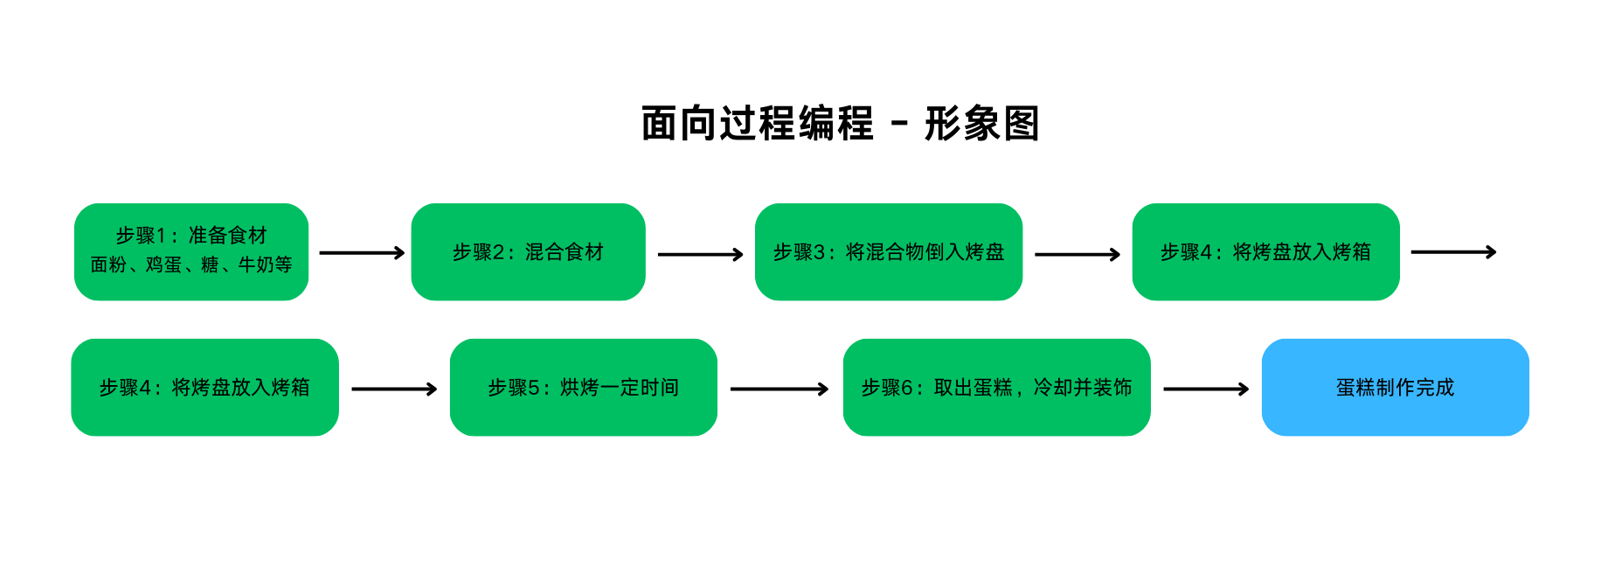 面向过程编程 - 形象图
步骤1：准备食材
面粉、鸡蛋、糖、牛奶等
步骤2：混合食材
步骤3：将混合物倒入烤盘
步骤4：将烤盘放入烤箱
步骤4：将烤盘放入烤箱
步骤5：烘烤一定时间
步骤6：取出蛋糕，冷却并装饰
蛋糕制作完成